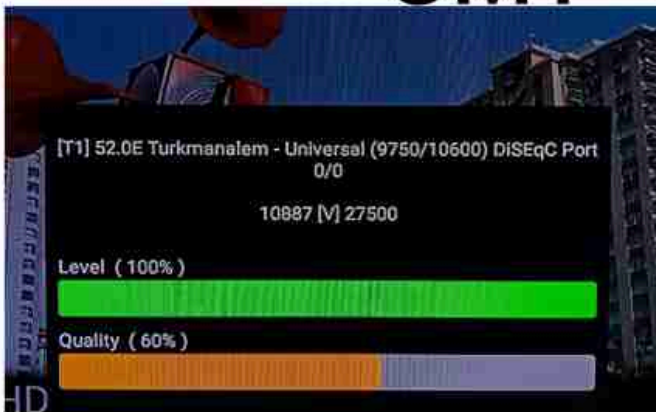 [T1] 52.0E Turkmanalem - Universal (9750/10600) DiSEqC Port
0/0
10887 [V] 27500
Level ( 100% )
Quality ( 60% )
HD